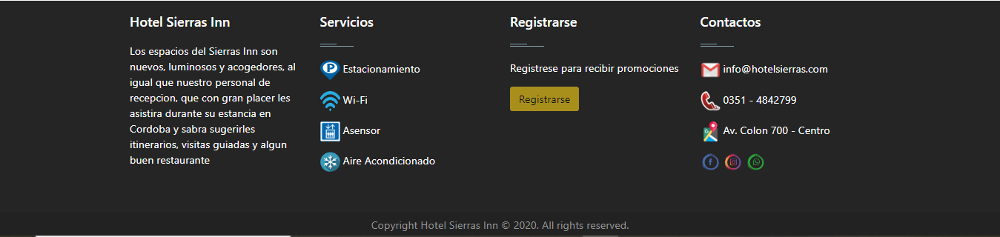 Hotel Sierras Inn
Los espacios del Sierras Inn son
nuevos, luminosos y acogedores, al
igual que nuestro personal de
recepcion, que con gran placer les
asistira durante su estancia en
Cordoba y sabra sugerirles
itinerarios, visitas guiadas y algun
buen restaurante
Servicios
P
Estacionamiento
Wi-Fi
Asensor
Aire Acondicionado
Registrarse
Registrese para recibir promociones
Registrarse
Contactos
info@hotelsierras.com
0351 - 4842799
Av. Colon 700 - Centro
Copyright Hotel Sierras Inn © 2020. All rights reserved.